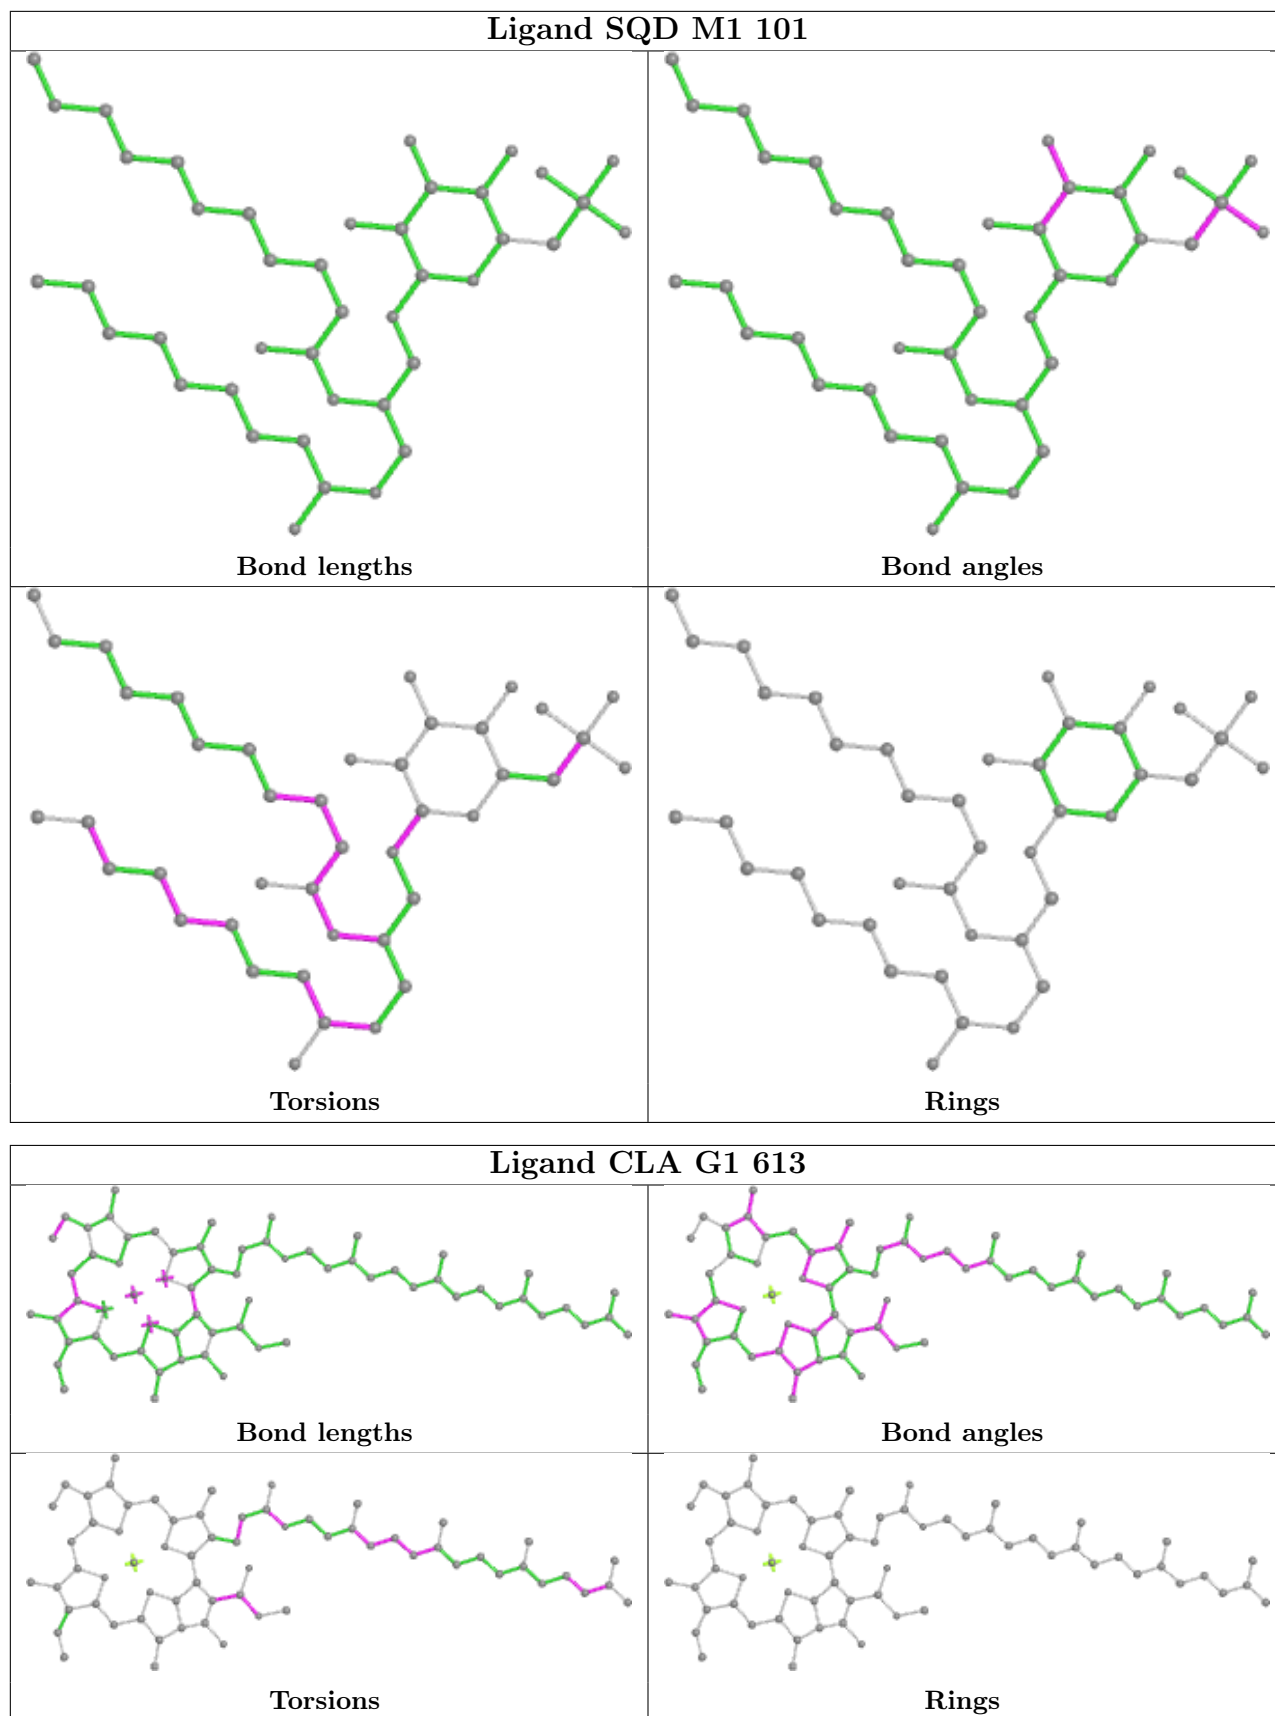 Ligand SQD M1 101
Bond lengths
Bond angles
Torsions
Rings
Ligand CLA G1 613
Bond lengths
Bond angles
Torsions
Rings